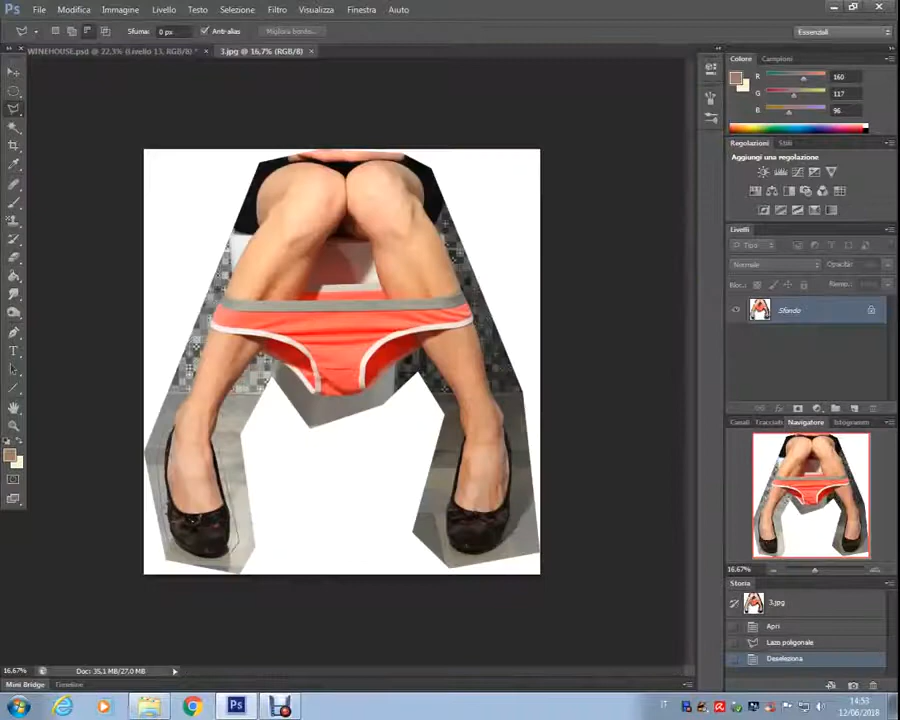 Ps File Modifica Immagine Livello Testo Selezione Filtro Visualizza Finestra Aiuto
Sfuma: 0 px Anti-alias Migliora bordo... Essenziali
WINEHOUSE.psd @ 22,3% (Livello 13, RGB/8) * × 3.jpg @ 16,7% (RGB/8) ×
Colore Campioni
R 160
G 117
B 96
Regolazioni Stili
Aggiungi una regolazione
Livelli
Tipo
Normale Opacità:
Bloc.: Riemp.:
Sfondo
Canali Tracciati Navigatore Istogramm
16,67%
Storia
3.jpg
Apri
Lazo poligonale
Deseleziona
16,67% Doc: 35,1 MB/27,0 MB
Mini Bridge Timeline
IT 14:53
12/06/2018